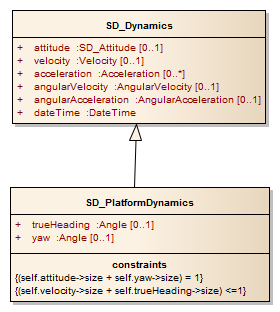 SD_Dynamics
+ attitude :SD_Attitude [0..1]
+ velocity :Velocity [0..1]
+ acceleration :Acceleration [0..*]
+ angularVelocity :AngularVelocity [0..1]
+ angularAcceleration :AngularAcceleration [0..1]
+ dateTime :DateTime
SD_PlatformDynamics
+ trueHeading :Angle [0..1]
+ yaw :Angle [0..1]
constraints
{(self.attitude->size + self.yaw->size) = 1}
{(self.velocity->size + self.trueHeading->size) <=1}